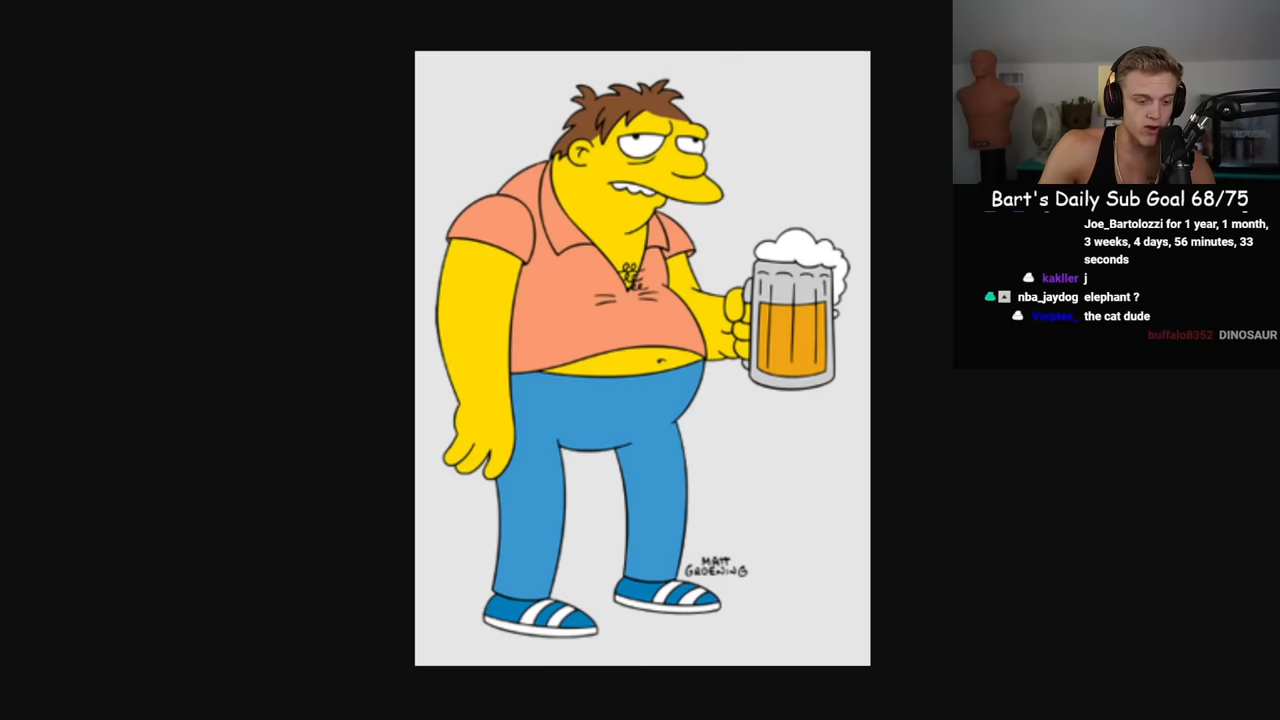 MATT
GROENING
Bart's Daily Sub Goal 68/75
Joe_Bartolozzi for 1 year, 1 month,
3 weeks, 4 days, 56 minutes, 33
seconds
kakller j
nba_jaydog elephant ?
the cat dude
buffalo8352 DINOSAUR